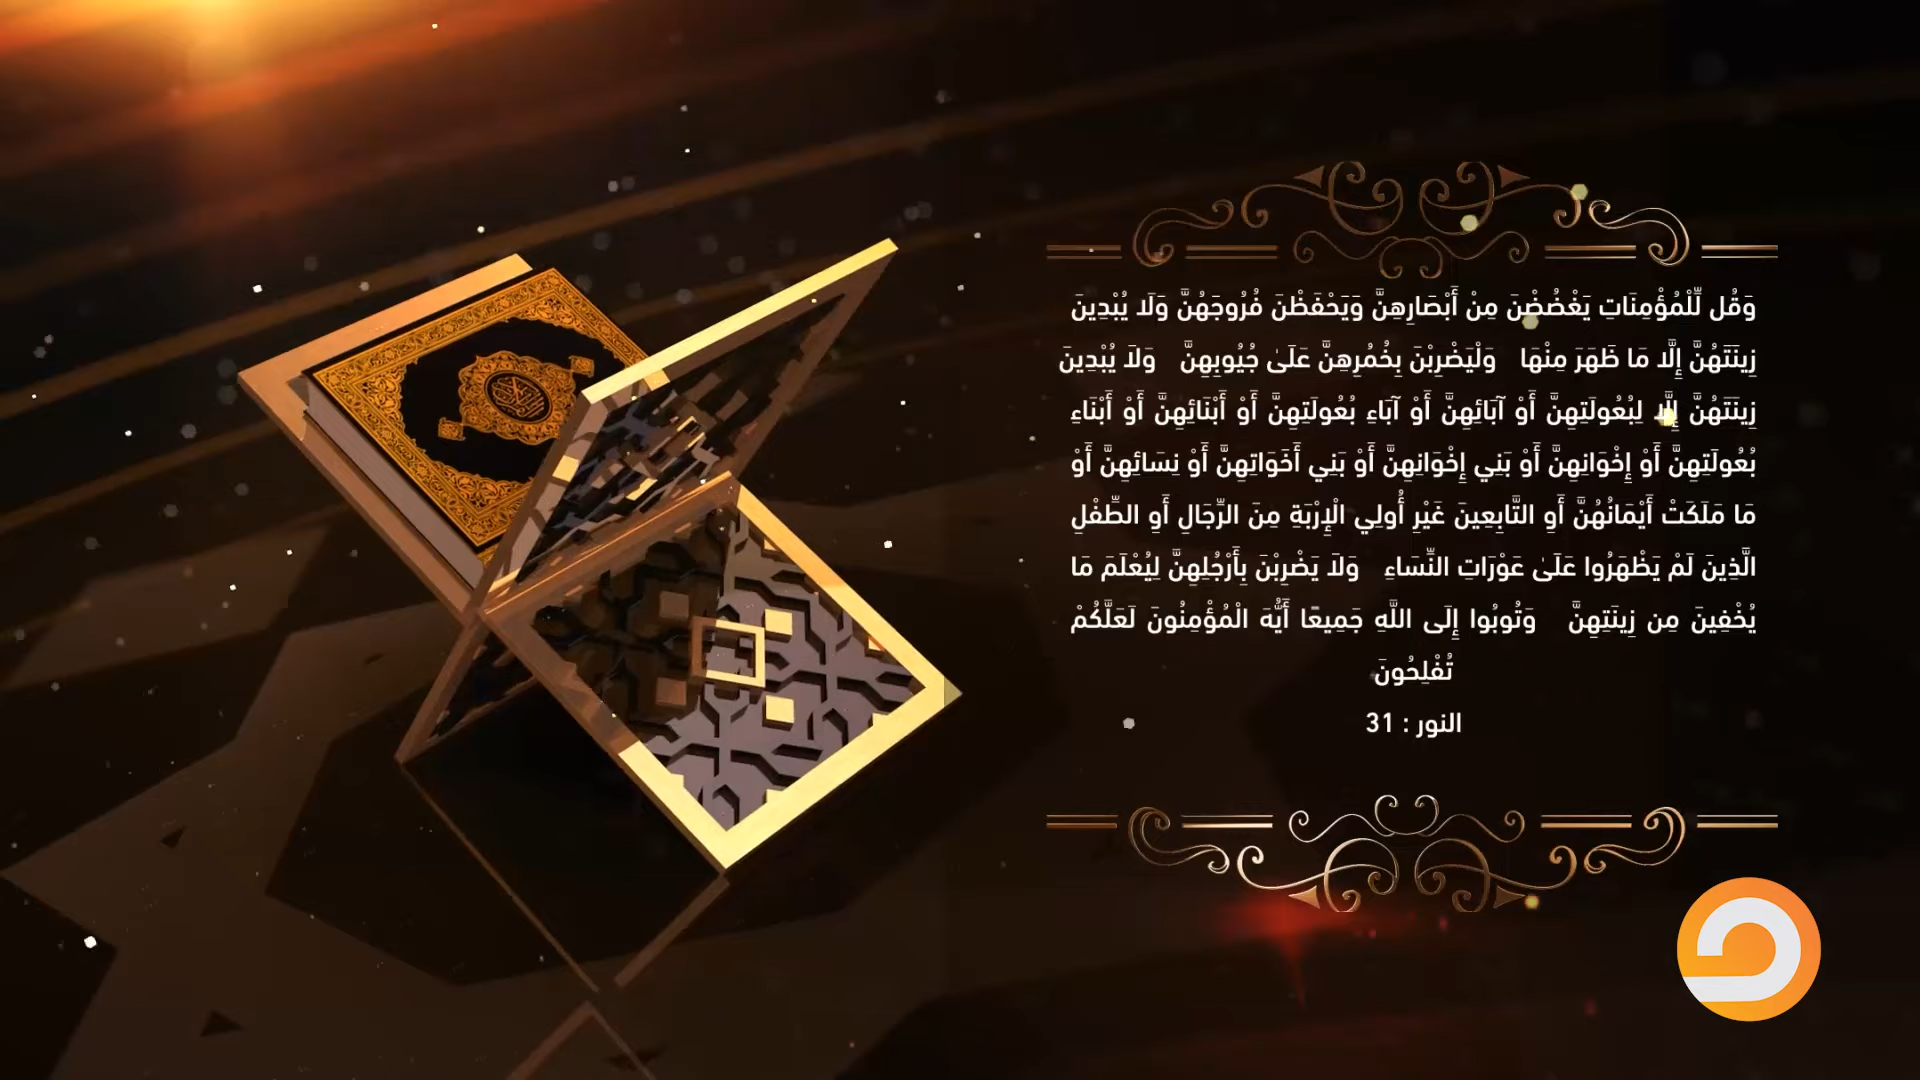 وَقُل لِّلْمُؤْمِنَاتِ يَغْضُضْنَ مِنْ أَبْصَارِهِنَّ وَيَحْفَظْنَ فُرُوجَهُنَّ وَلَا يُبْدِينَ
زِينَتَهُنَّ إِلَّا مَا ظَهَرَ مِنْهَا وَلْيَضْرِبْنَ بِخُمُرِهِنَّ عَلَىٰ جُيُوبِهِنَّ وَلَا يُبْدِينَ
زِينَتَهُنَّ إِلَّا لِبُعُولَتِهِنَّ أَوْ آبَائِهِنَّ أَوْ آبَاءِ بُعُولَتِهِنَّ أَوْ أَبْنَائِهِنَّ أَوْ أَبْنَاءِ
بُعُولَتِهِنَّ أَوْ إِخْوَانِهِنَّ أَوْ بَنِي إِخْوَانِهِنَّ أَوْ بَنِي أَخَوَاتِهِنَّ أَوْ نِسَائِهِنَّ أَوْ
مَا مَلَكَتْ أَيْمَانُهُنَّ أَوِ التَّابِعِينَ غَيْرِ أُولِي الْإِرْبَةِ مِنَ الرِّجَالِ أَوِ الطِّفْلِ
الَّذِينَ لَمْ يَظْهَرُوا عَلَىٰ عَوْرَاتِ النِّسَاءِ وَلَا يَضْرِبْنَ بِأَرْجُلِهِنَّ لِيُعْلَمَ مَا
يُخْفِينَ مِن زِينَتِهِنَّ وَتُوبُوا إِلَى اللَّهِ جَمِيعًا أَيُّهَ الْمُؤْمِنُونَ لَعَلَّكُمْ
تُفْلِحُونَ
النور : 31